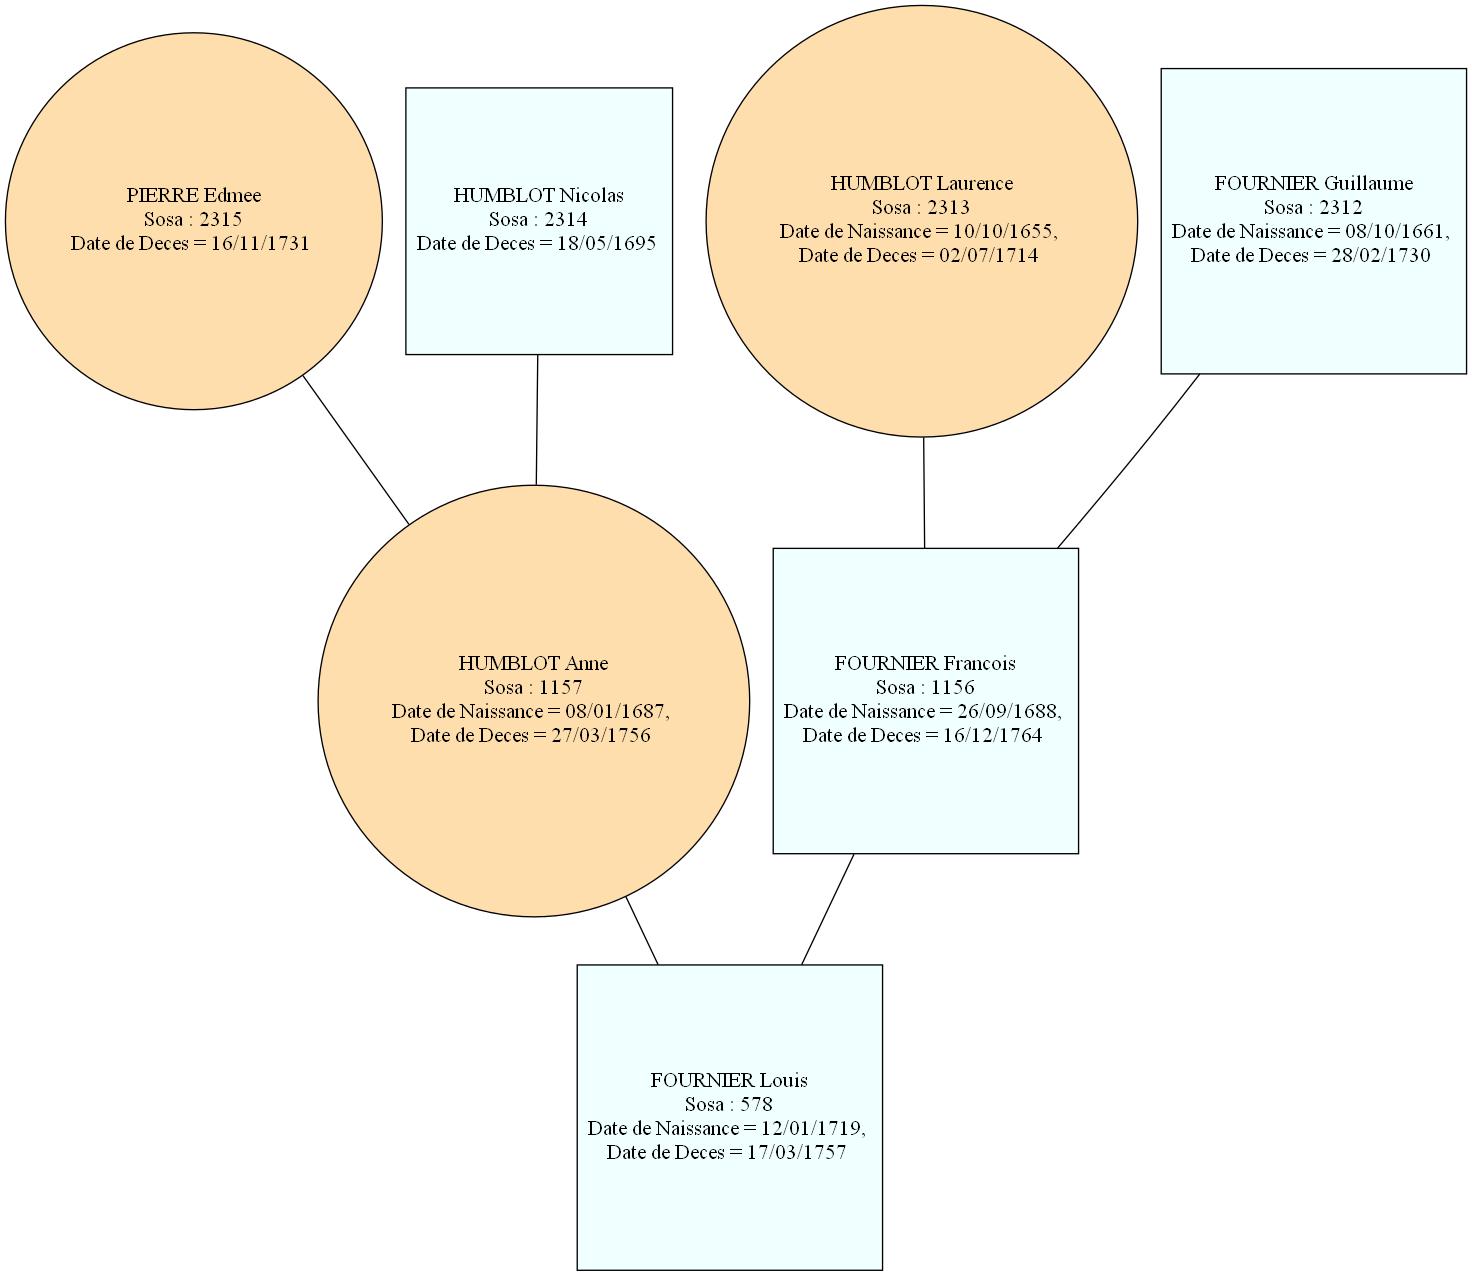 PIERRE Edmee
Sosa : 2315
Date de Deces = 16/11/1731
HUMBLOT Nicolas
Sosa : 2314
Date de Deces = 18/05/1695
HUMBLOT Laurence
Sosa : 2313
Date de Naissance = 10/10/1655,
Date de Deces = 02/07/1714
FOURNIER Guillaume
Sosa : 2312
Date de Naissance = 08/10/1661,
Date de Deces = 28/02/1730
HUMBLOT Anne
Sosa : 1157
Date de Naissance = 08/01/1687,
Date de Deces = 27/03/1756
FOURNIER Francois
Sosa : 1156
Date de Naissance = 26/09/1688,
Date de Deces = 16/12/1764
FOURNIER Louis
Sosa : 578
Date de Naissance = 12/01/1719,
Date de Deces = 17/03/1757